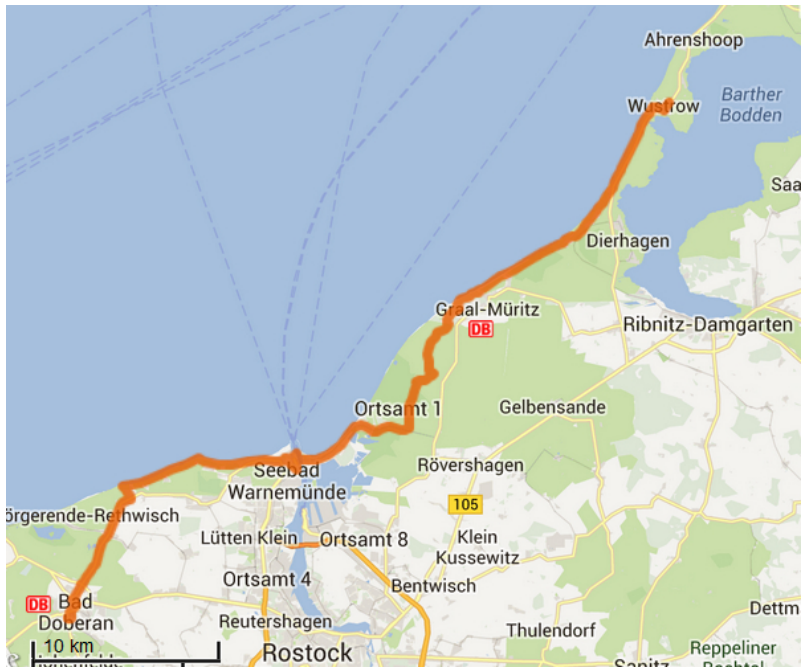 Ahrenshoop
Wustrow
Barther
Bodden
Saa
Dierhagen
Graal-Müritz
DB
Ribnitz-Damgarten
Ortsamt 1
Gelbensande
Seebad
Warnemünde
Rövershagen
105
örgerende-Rethwisch
Lütten Klein
Ortsamt 8
Klein
Kussewitz
Ortsamt 4
Bentwisch
DB
Bad
Doberan
Reutershagen
Dettm
Thulendorf
10 km
Rostock
Sanitz
Reppeliner